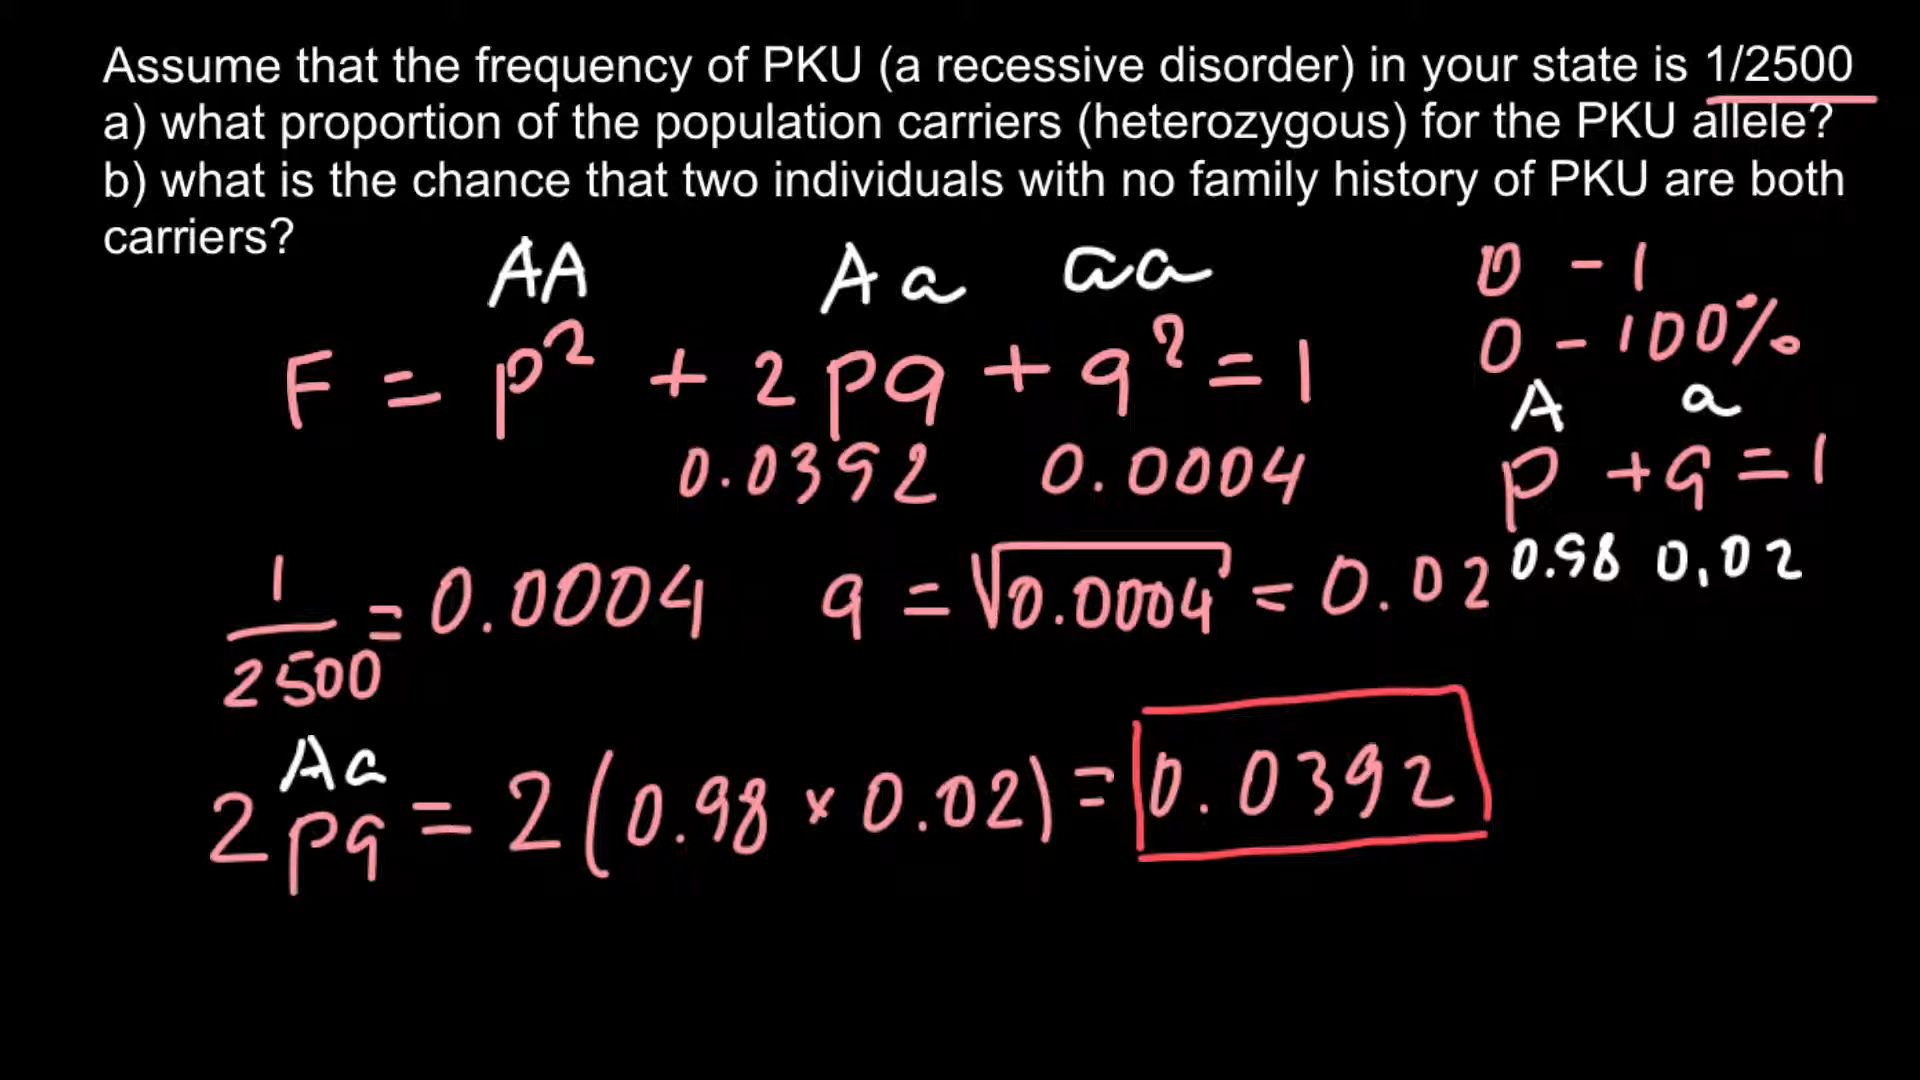 Assume that the frequency of PKU (a recessive disorder) in your state is 1/2500
a) what proportion of the population carriers (heterozygous) for the PKU allele?
b) what is the chance that two individuals with no family history of PKU are both
carriers?
AA Aa aa
0 - 1
F = p² + 2pq + q² = 1
0 - 100%
A a
0.0392 0.0004
p + q = 1
0.98 0,02
1/2500 = 0.0004 q = √0.0004 = 0.02
Aa
2pq = 2(0.98 × 0.02) = 0.0392